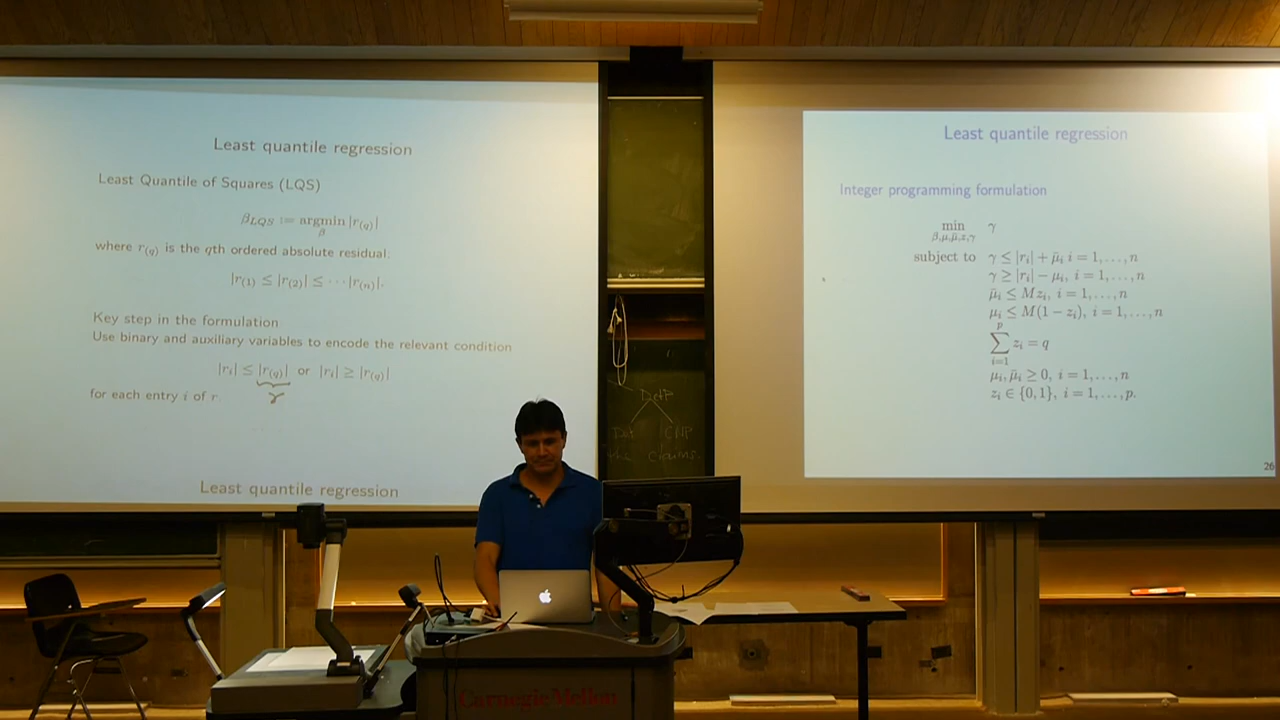 Least quantile regression
Least Quantile of Squares (LQS)
β_LQS := argmin_β |r_(q)|
where r_(q) is the qth ordered absolute residual:
|r_(1)| ≤ |r_(2)| ≤ ··· |r_(n)|.
Key step in the formulation
Use binary and auxiliary variables to encode the relevant condition
|r_i| ≤ |r_(q)| or |r_i| ≥ |r_(q)|
for each entry i of r
γ
Least quantile regression
Least quantile regression
Integer programming formulation
min γ
β,μ,μ̄,z,γ
subject to γ ≤ |r_i| + μ̄_i i = 1, . . . , n
γ ≥ |r_i| − μ_i, i = 1, . . . , n
μ̄_i ≤ Mz_i, i = 1, . . . , n
μ_i ≤ M(1 − z_i), i = 1, . . . , n
p
∑ z_i = q
i=1
μ_i, μ̄_i ≥ 0, i = 1, . . . , n
z_i ∈ {0, 1}, i = 1, . . . , p.
26
CNP
claims.
Carnegie Mellon